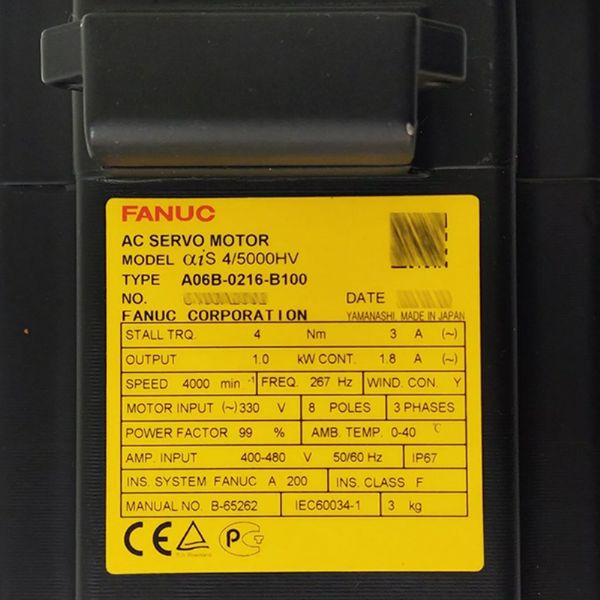 FANUC
AC SERVO MOTOR
MODEL αiS 4/5000HV
TYPE A06B-0216-B100
NO. DATE
FANUC CORPORATION YAMANASHI, MADE IN JAPAN
STALL TRQ. 4 Nm 3 A (~)
OUTPUT 1.0 kW CONT. 1.8 A (~)
SPEED 4000 min -1 FREQ. 267 Hz WIND. CON. Y
MOTOR INPUT (~) 330 V 8 POLES 3 PHASES
POWER FACTOR 99 % AMB. TEMP. 0-40 ℃
AMP. INPUT 400-480 V 50/60 Hz IP67
INS. SYSTEM FANUC A 200 INS. CLASS F
MANUAL NO. B-65262 IEC60034-1 3 kg
CE PC